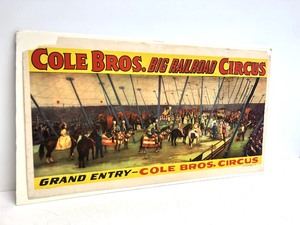 COLE BROS. BIG RAILROAD CIRCUS
GRAND ENTRY — COLE BROS. CIRCUS